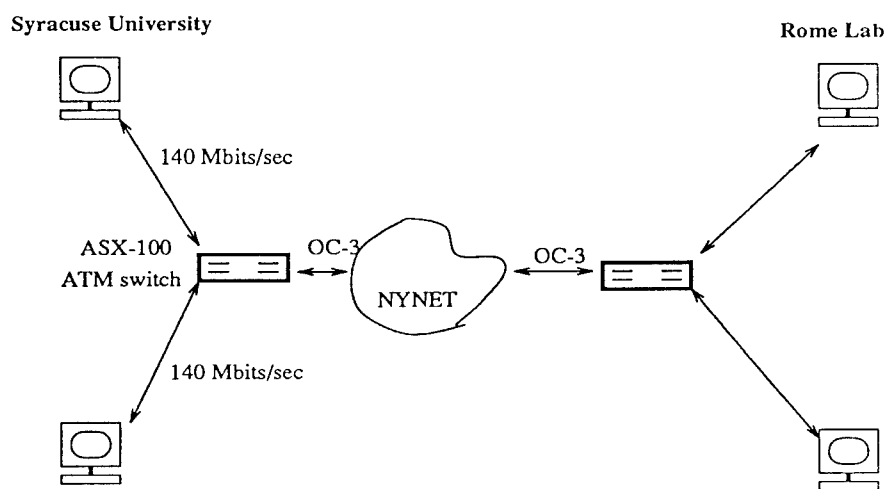 Syracuse University
Rome Lab
140 Mbits/sec
ASX-100
ATM switch
OC-3
NYNET
OC-3
140 Mbits/sec